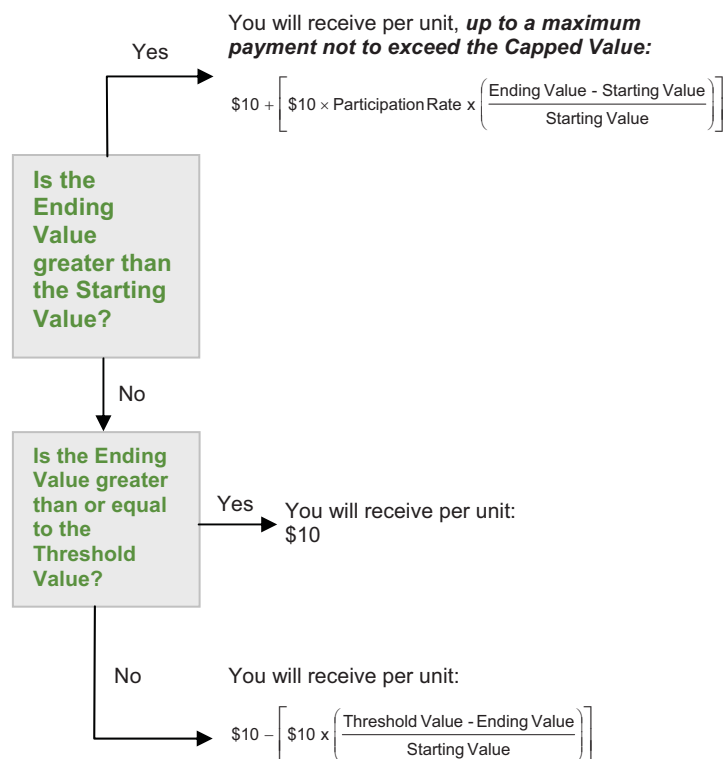 You will receive per unit, up to a maximum
payment not to exceed the Capped Value:
Yes
$10 + [$10 × Participation Rate x (Ending Value - Starting Value / Starting Value)]
Is the
Ending
Value
greater than
the Starting
Value?
No
Is the Ending
Value greater
than or equal
to the
Threshold
Value?
Yes
You will receive per unit:
$10
No
You will receive per unit:
$10 – [$10 x (Threshold Value - Ending Value / Starting Value)]